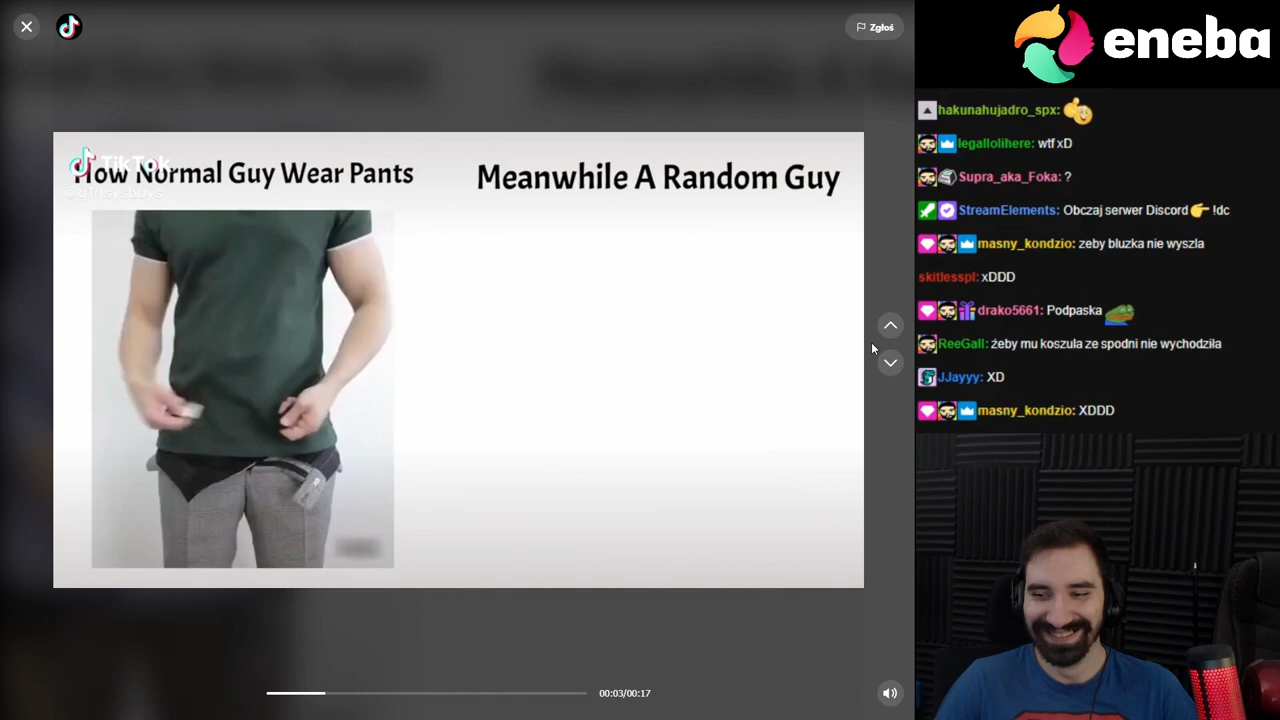 Zgłoś
eneba
TikTok
How Normal Guy Wear Pants
Meanwhile A Random Guy
hakunahujadro_spx:
legallolihere: wtf xD
Supra_aka_Foka: ?
StreamElements: Obczaj serwer Discord 👉 !dc
masny_kondzio: zeby bluzka nie wyszla
skitlesspl: xDDD
drako5661: Podpaska
ReeGall: żeby mu koszula ze spodni nie wychodziła
JJayyy: XD
masny_kondzio: XDDD
00:03/00:17